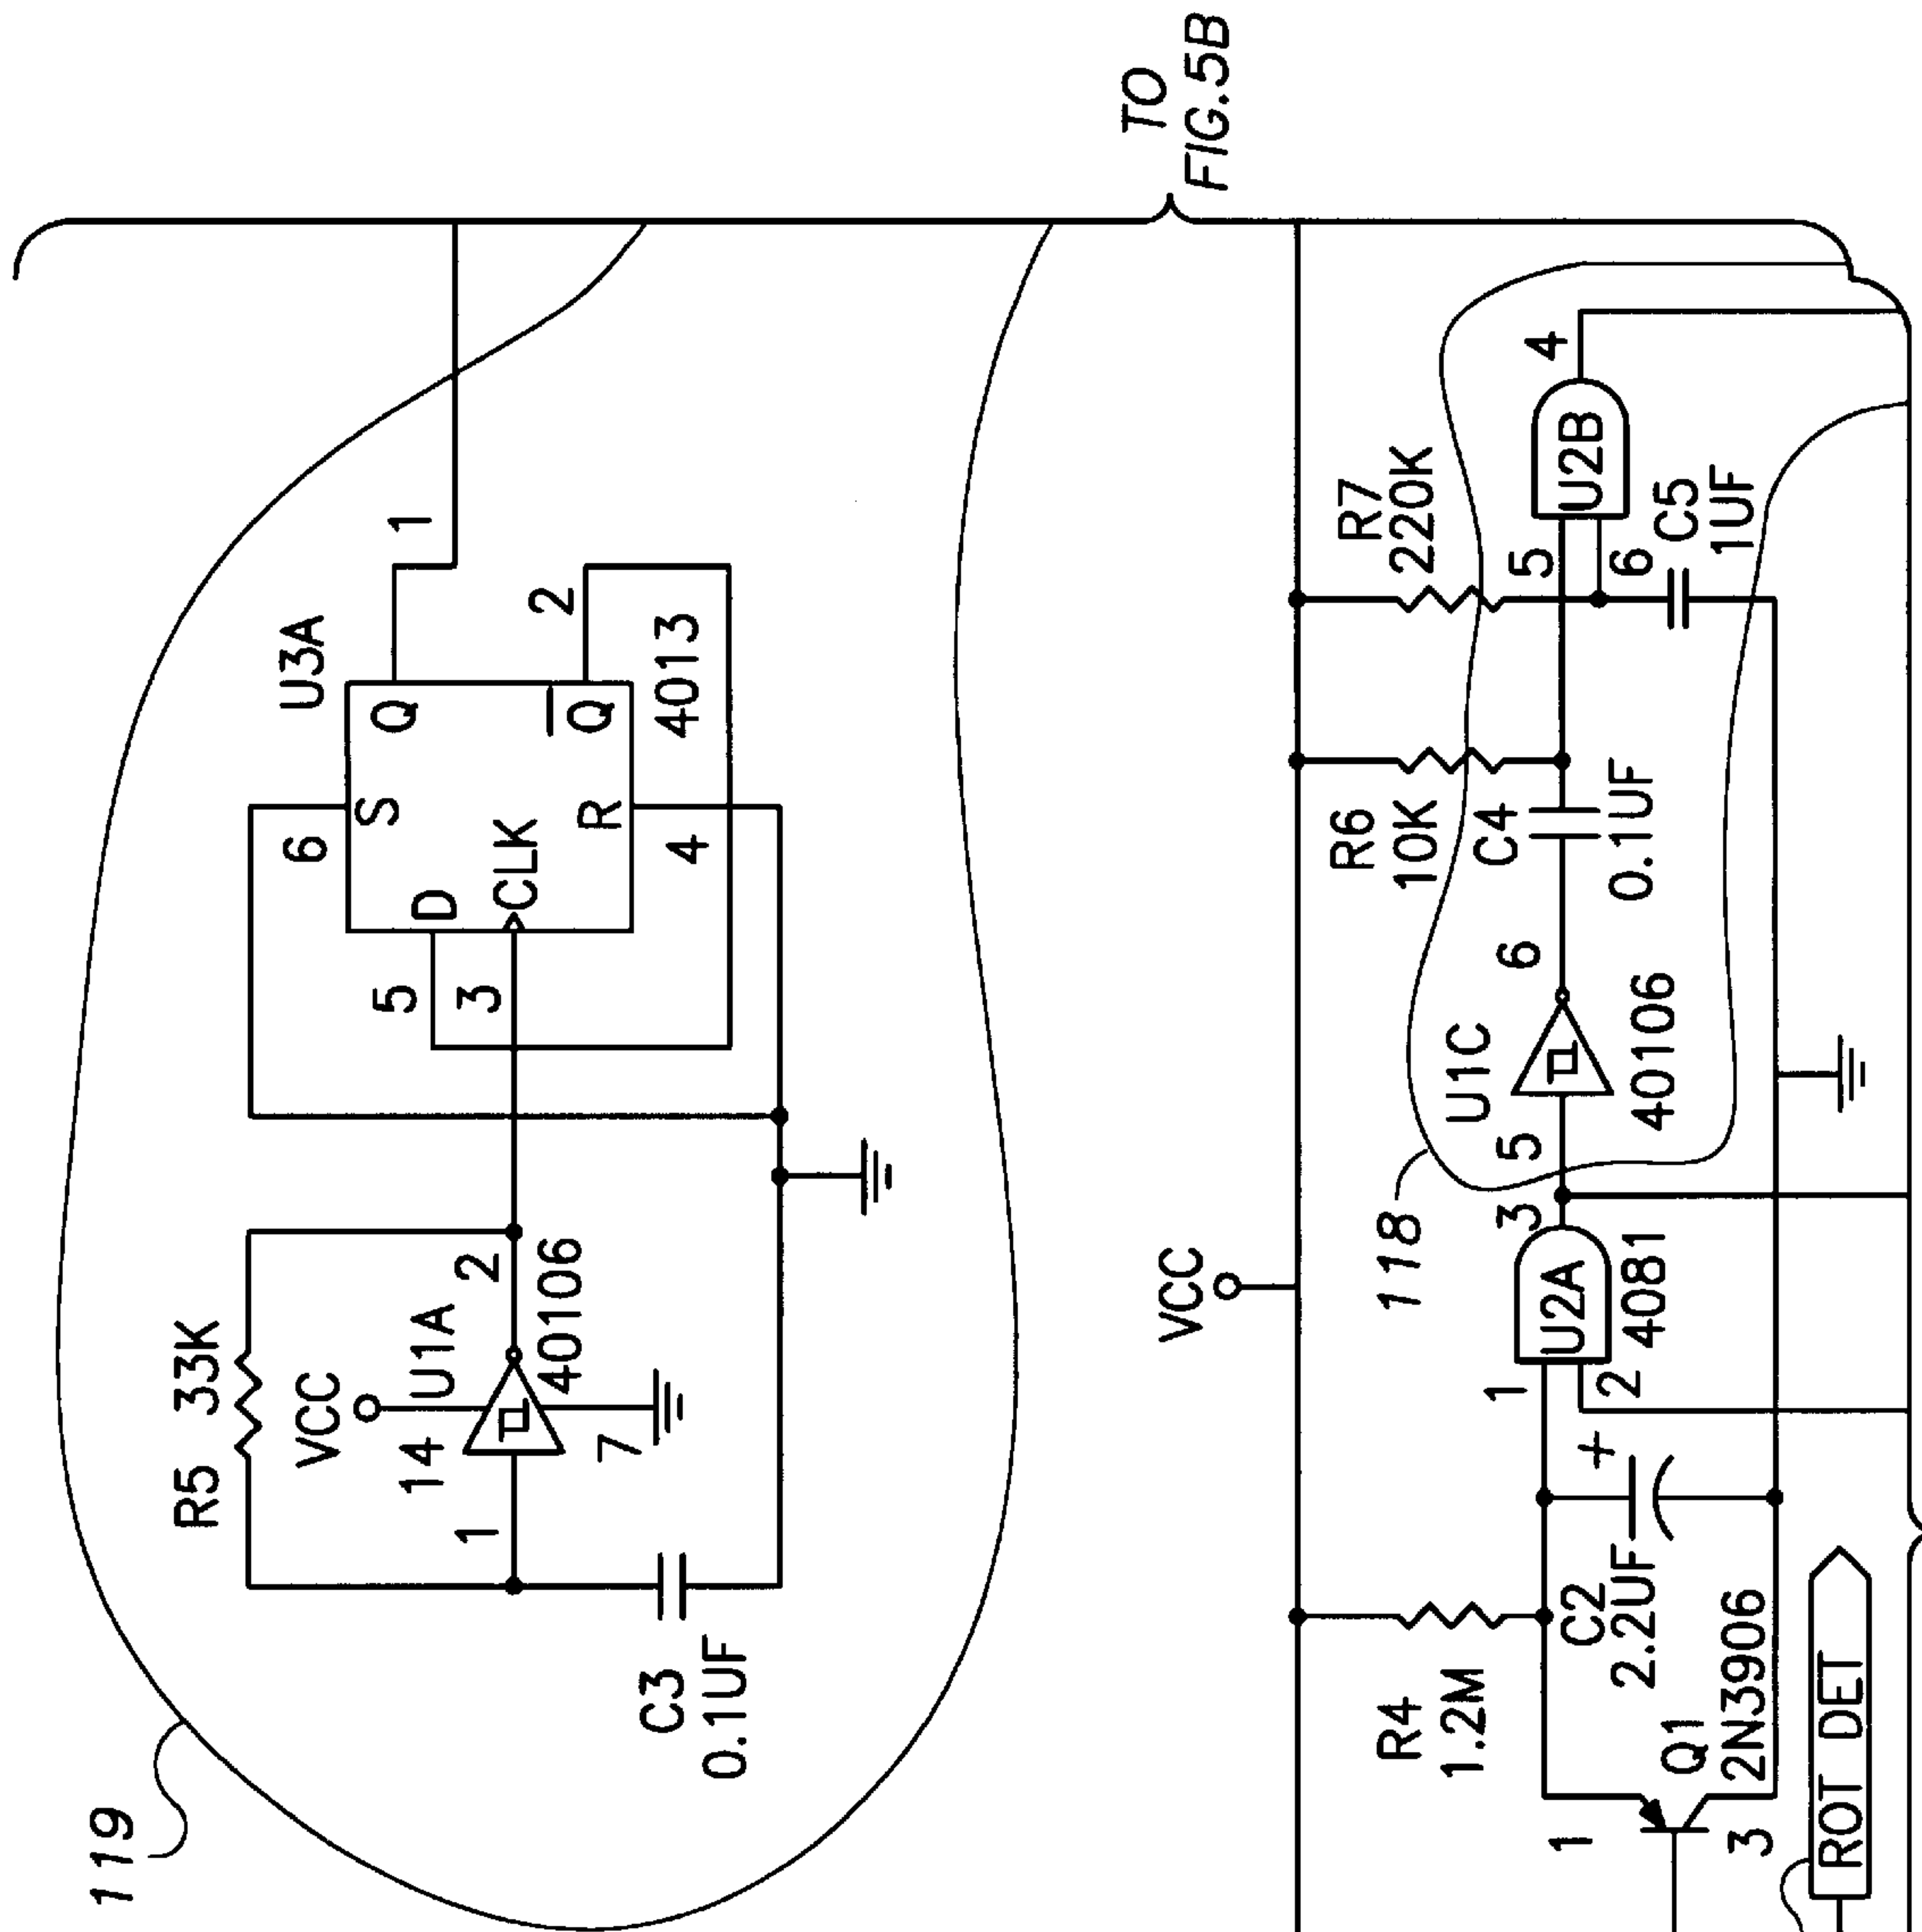 119
R5 33K
VCC
14
U1A
1
2
40106
7
C3
0.1UF
U3A
6
S
D
Q
5
3
CLK
R
Q
1
2
4
4013
TO
FIG.5B
VCC
R4
1.2M
Q1
2N3906
1
3
C2
2.2UF
+
1
2
U2A
3
4081
118
U1C
5
6
40106
R6
10K
C4
0.1UF
R7
220K
5
6
U2B
4
C5
1UF
ROT DET